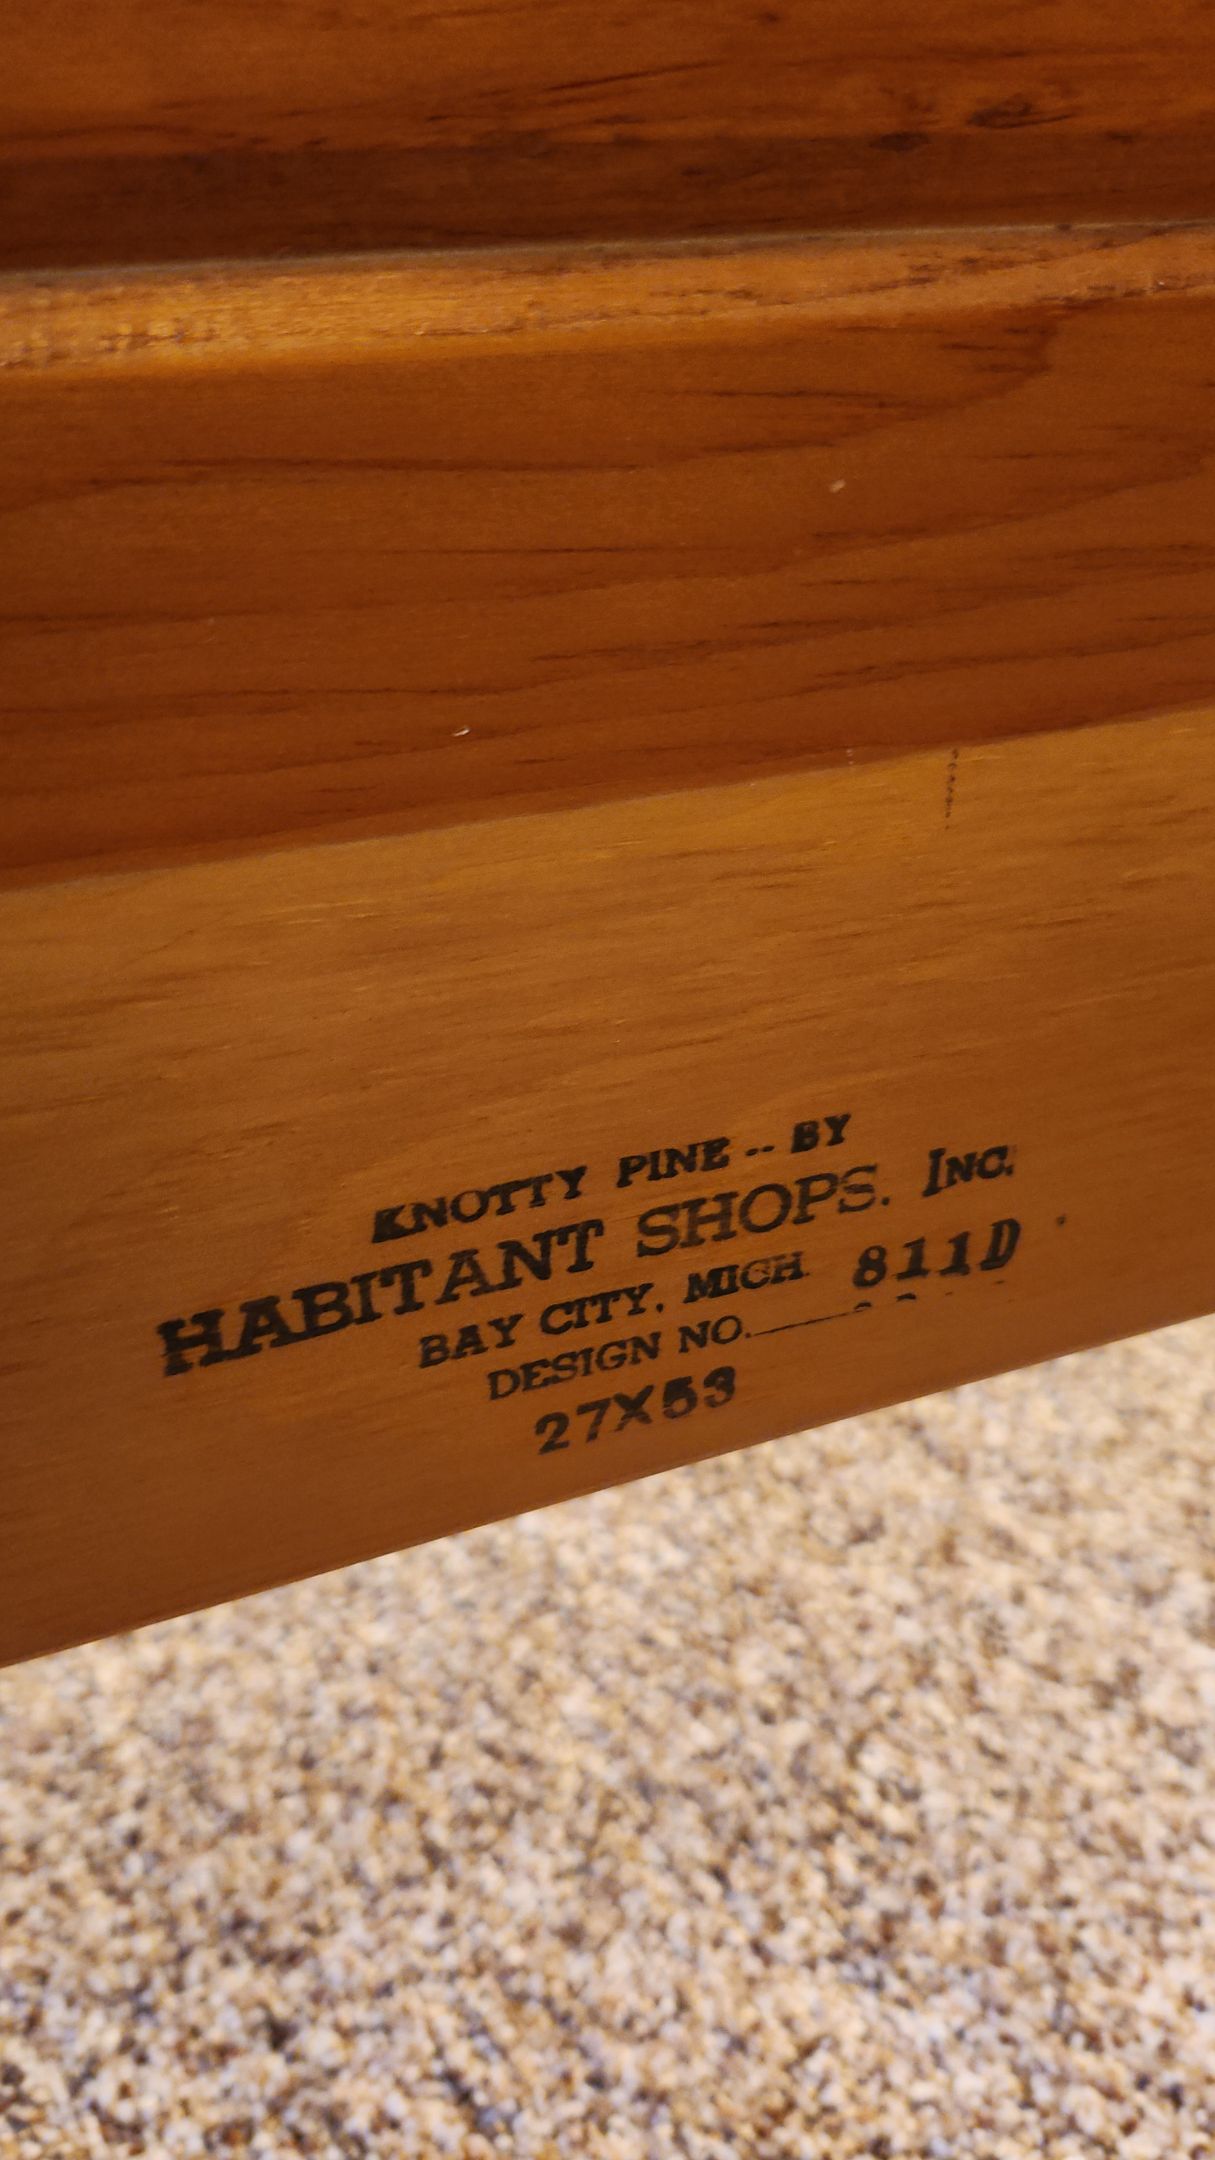 KNOTTY PINE -- BY
HABITANT SHOPS. INC.
BAY CITY, MICH.
DESIGN NO. 811D
27X53